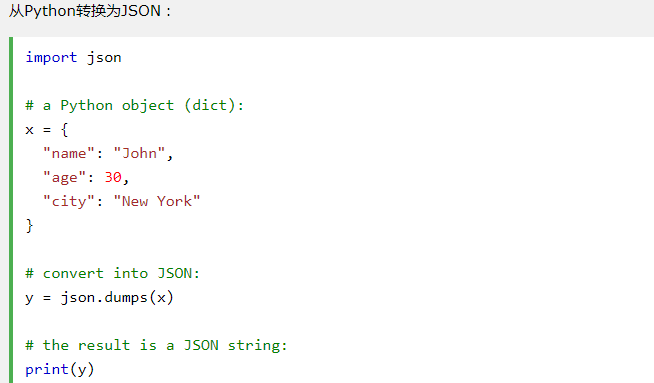 从Python转换为JSON：
import json
# a Python object (dict):
x = {
  "name": "John",
  "age": 30,
  "city": "New York"
}
# convert into JSON:
y = json.dumps(x)
# the result is a JSON string:
print(y)